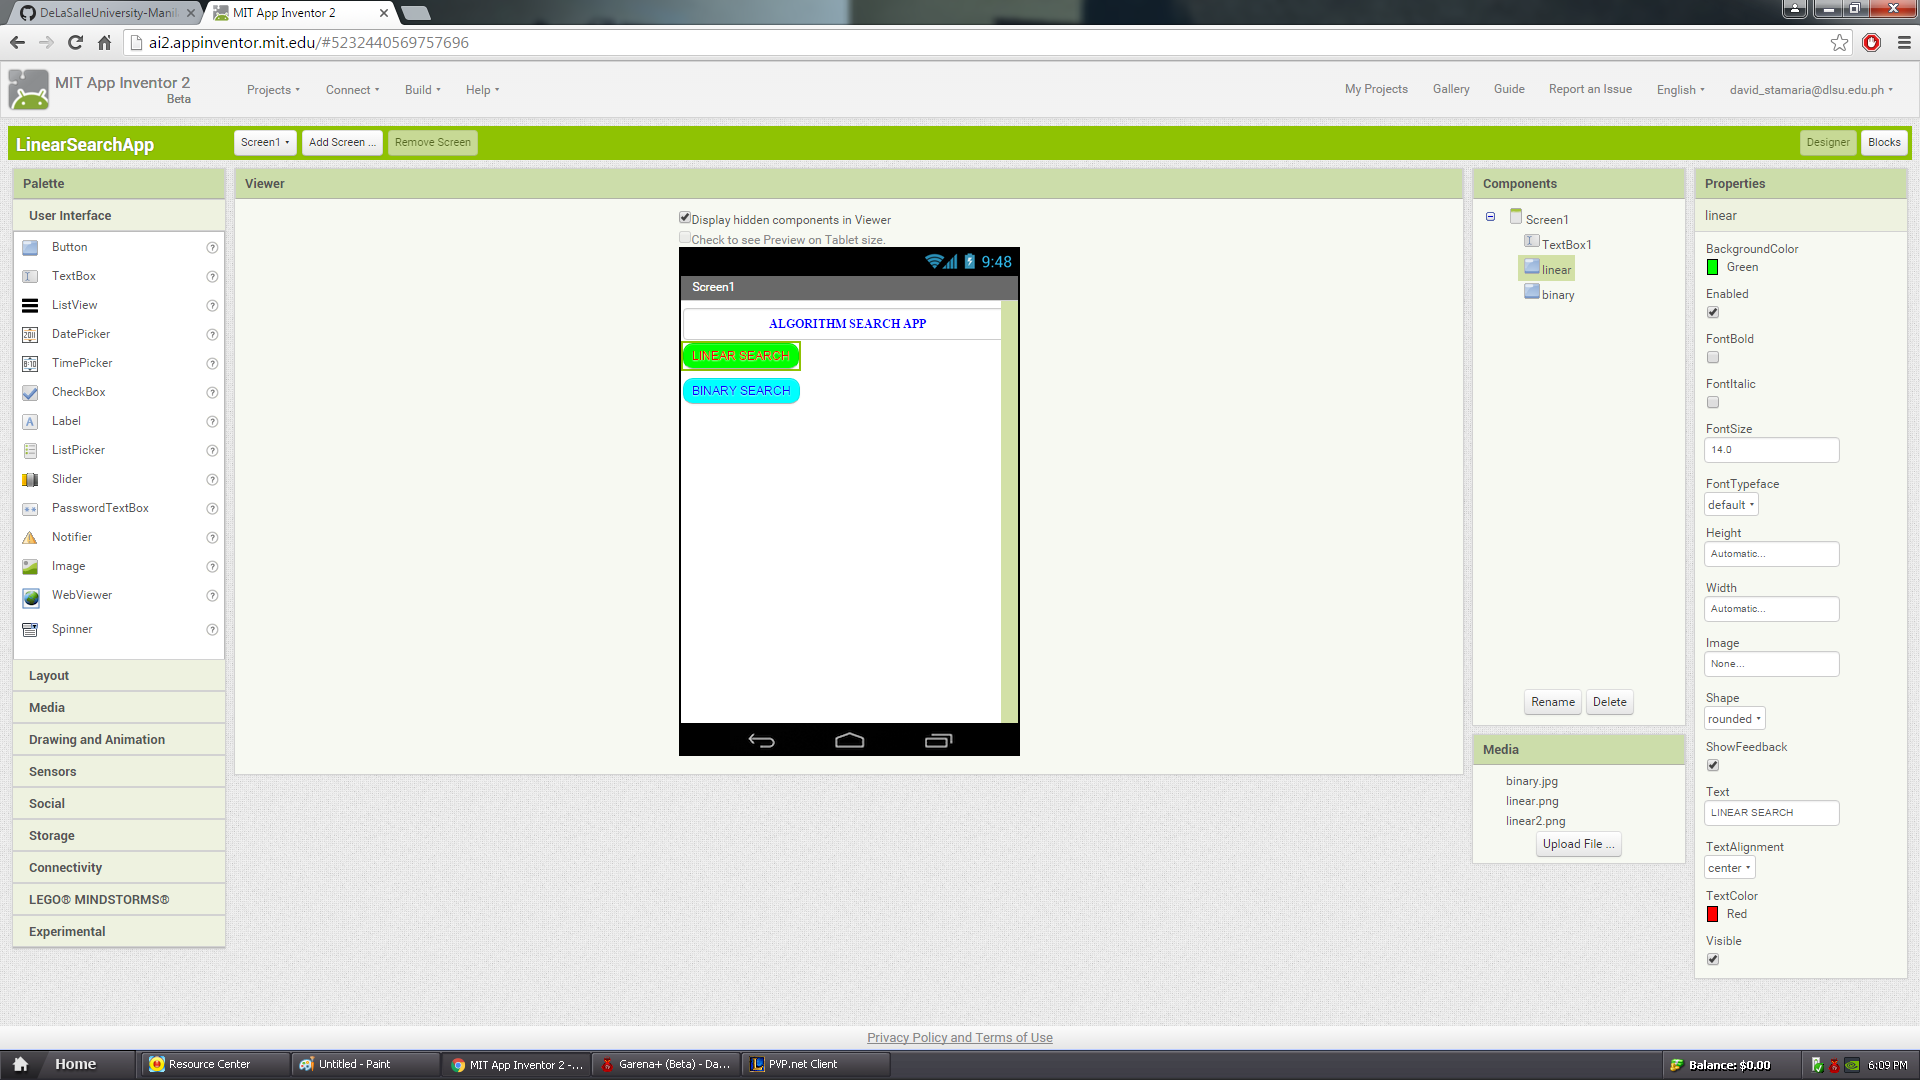 DeLaSalleUniversity-Manil
MIT App Inventor 2
ai2.appinventor.mit.edu/#5232440569757696
MIT App Inventor 2
Beta
Projects
Connect
Build
Help
My Projects
Gallery
Guide
Report an Issue
English
david_stamaria@dlsu.edu.ph
LinearSearchApp
Screen1
Add Screen ...
Remove Screen
Designer
Blocks
Palette
User Interface
Button
TextBox
ListView
DatePicker
TimePicker
CheckBox
Label
ListPicker
Slider
PasswordTextBox
Notifier
Image
WebViewer
Spinner
Layout
Media
Drawing and Animation
Sensors
Social
Storage
Connectivity
LEGO® MINDSTORMS®
Experimental
Viewer
Display hidden components in Viewer
Check to see Preview on Tablet size.
9:48
Screen1
ALGORITHM SEARCH APP
LINEAR SEARCH
BINARY SEARCH
Components
Screen1
TextBox1
linear
binary
Rename
Delete
Media
binary.jpg
linear.png
linear2.png
Upload File ...
Properties
linear
BackgroundColor
Green
Enabled
FontBold
FontItalic
FontSize
14.0
FontTypeface
default
Height
Automatic...
Width
Automatic...
Image
None...
Shape
rounded
ShowFeedback
Text
LINEAR SEARCH
TextAlignment
center
TextColor
Red
Visible
Privacy Policy and Terms of Use
Home
Resource Center
Untitled - Paint
MIT App Inventor 2 -...
Garena+ (Beta) - Da...
PVP.net Client
Balance: $0.00
6:09 PM